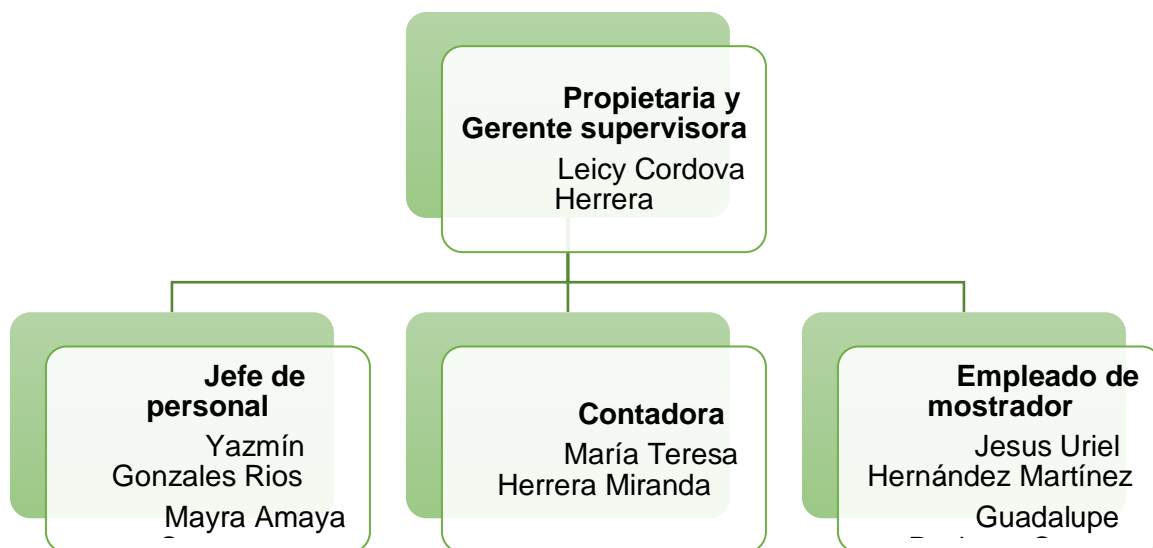 Propietaria y
Gerente supervisora
Leicy Cordova
Herrera
Jefe de
personal
Yazmín
Gonzales Rios
Mayra Amaya
Contadora
María Teresa
Herrera Miranda
Empleado de
mostrador
Jesus Uriel
Hernández Martínez
Guadalupe